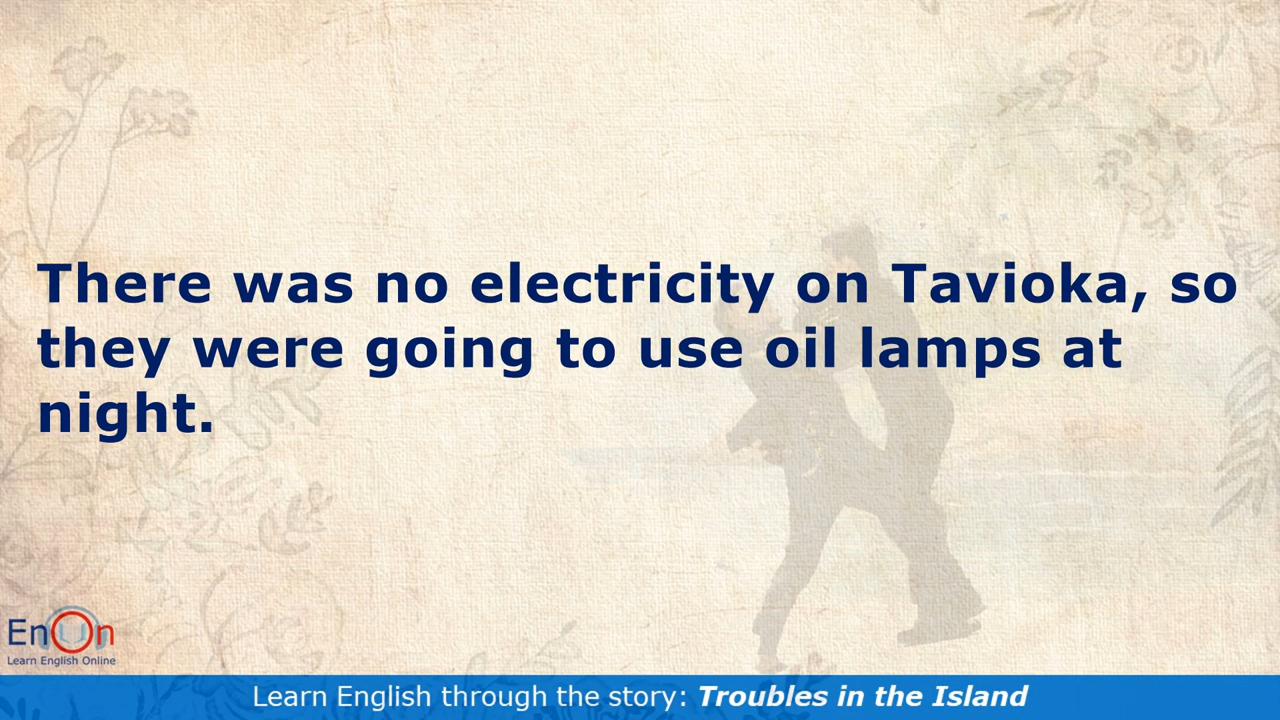 There was no electricity on Tavioka, so
they were going to use oil lamps at
night.
EnOn
Learn English Online
Learn English through the story: Troubles in the Island